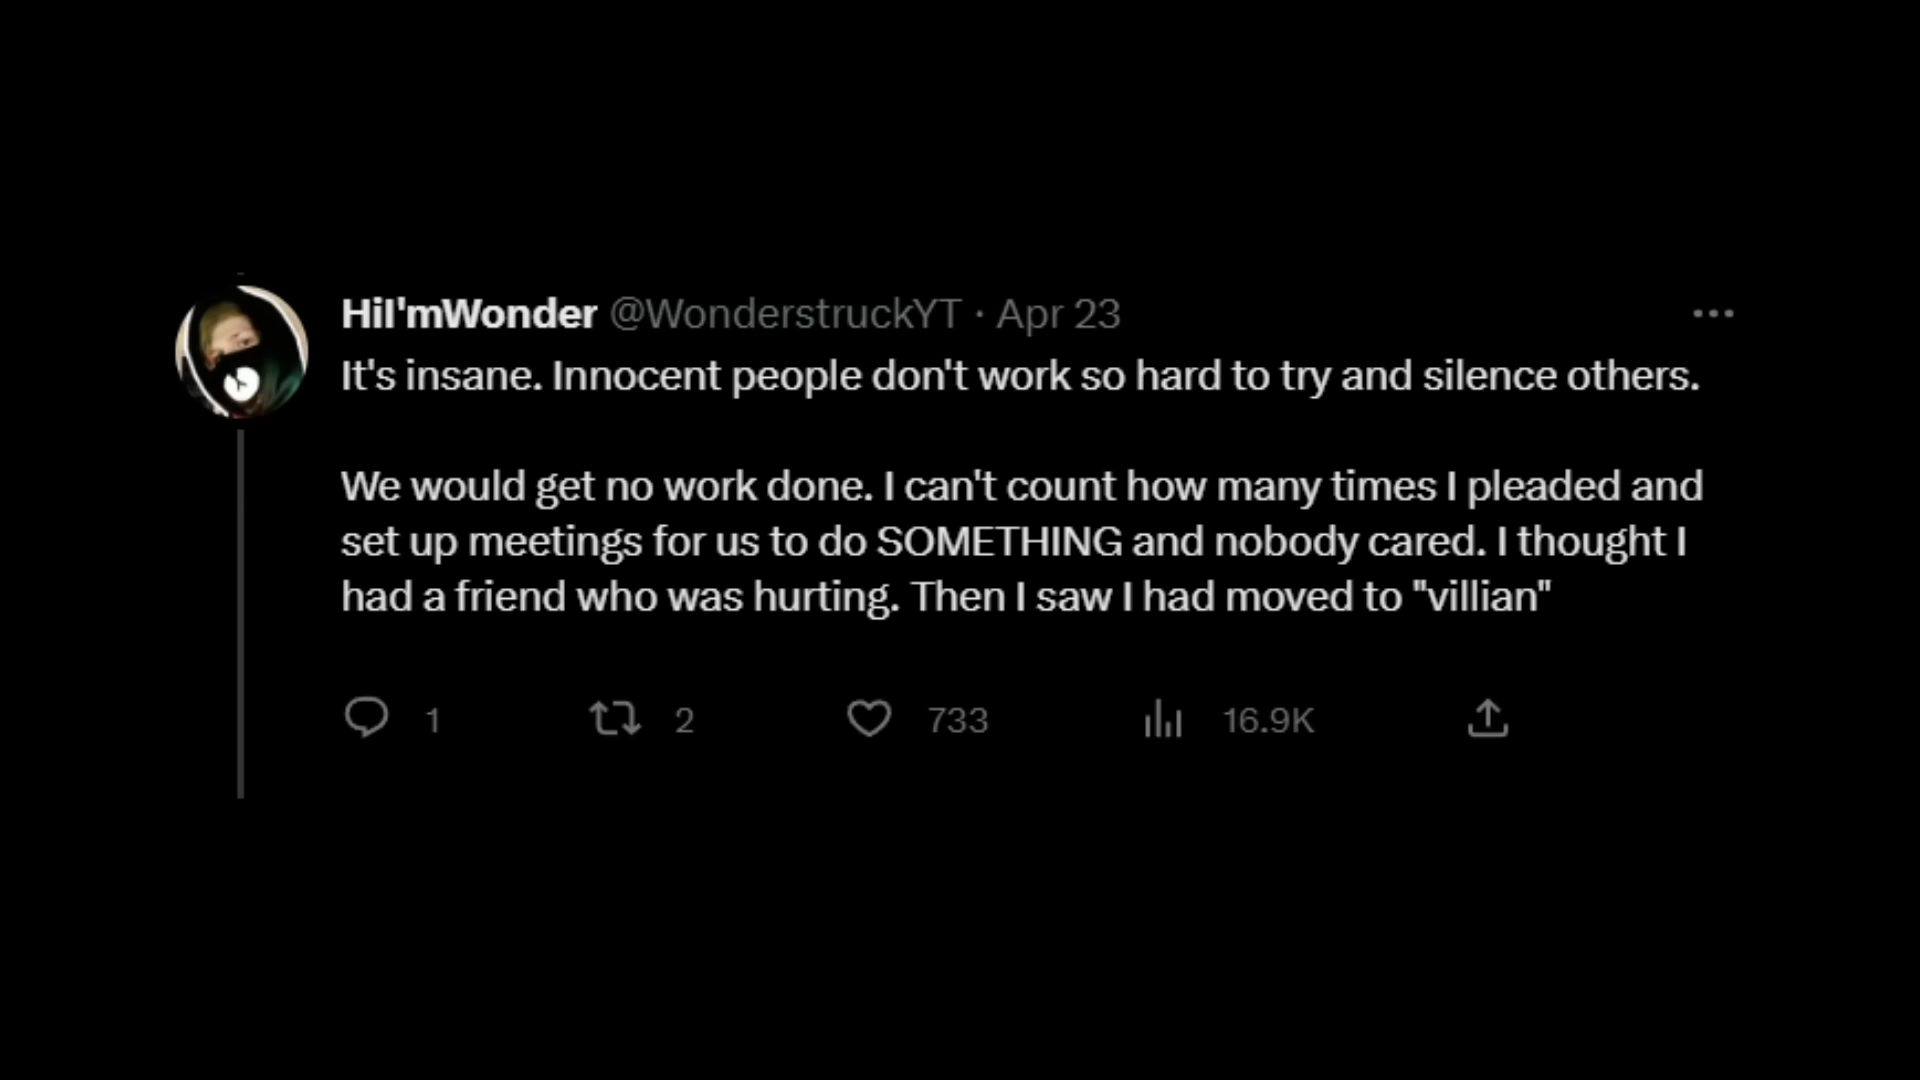 HiI'mWonder @WonderstruckYT · Apr 23
It's insane. Innocent people don't work so hard to try and silence others.
We would get no work done. I can't count how many times I pleaded and
set up meetings for us to do SOMETHING and nobody cared. I thought I
had a friend who was hurting. Then I saw I had moved to "villian"
1 2 733 16.9K